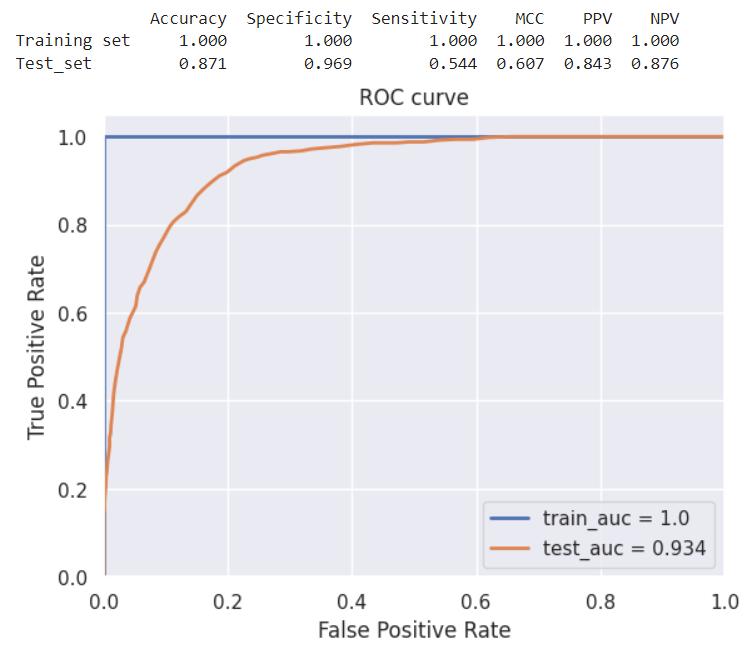 Accuracy Specificity Sensitivity MCC PPV NPV
Training set 1.000 1.000 1.000 1.000 1.000 1.000
Test_set 0.871 0.969 0.544 0.607 0.843 0.876
ROC curve
1.0
0.8
0.6
0.4
0.2
0.0
True Positive Rate
train_auc = 1.0
test_auc = 0.934
0.0 0.2 0.4 0.6 0.8 1.0
False Positive Rate